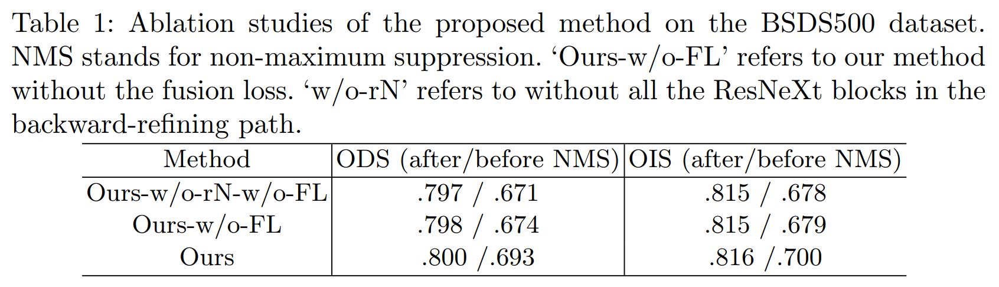 Table 1: Ablation studies of the proposed method on the BSDS500 dataset.
NMS stands for non-maximum suppression. ‘Ours-w/o-FL’ refers to our method
without the fusion loss. ‘w/o-rN’ refers to without all the ResNeXt blocks in the
backward-refining path.
Method ODS (after/before NMS) OIS (after/before NMS)
Ours-w/o-rN-w/o-FL .797 / .671 .815 / .678
Ours-w/o-FL .798 / .674 .815 / .679
Ours .800 /.693 .816 /.700